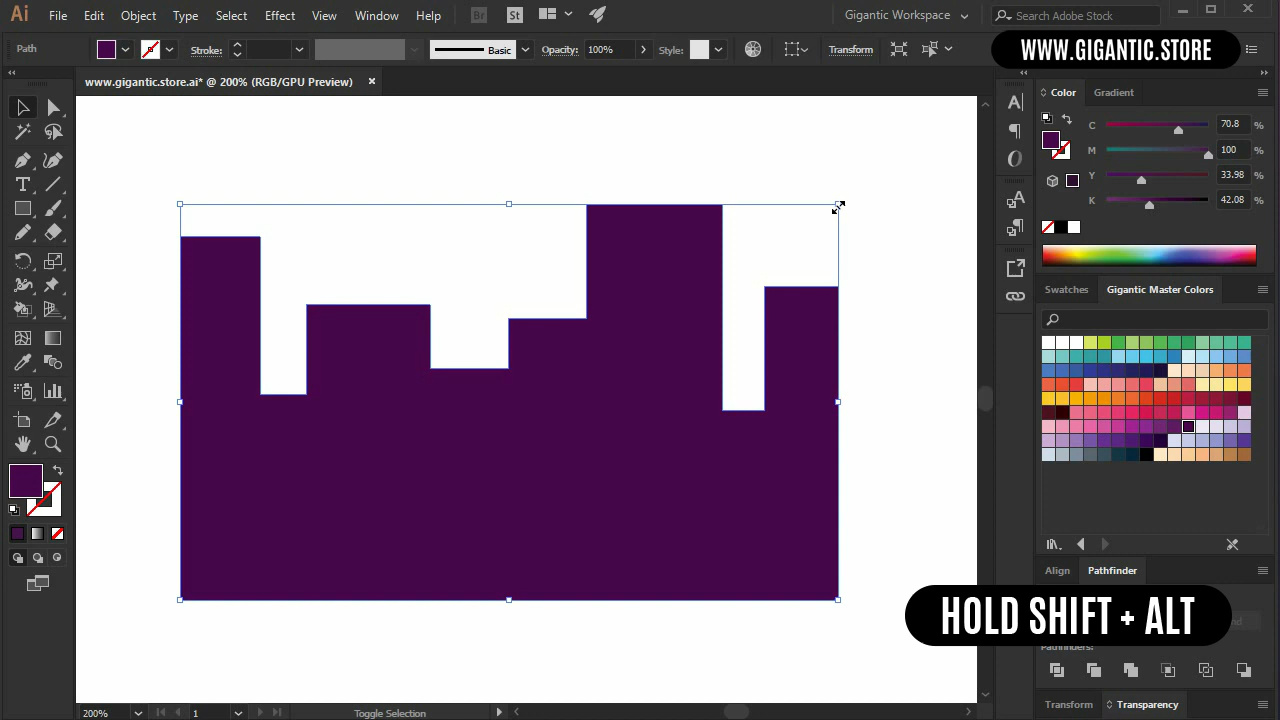 Ai File Edit Object Type Select Effect View Window Help Br St Gigantic Workspace Search Adobe Stock
Path Stroke: Basic Opacity: 100% Style: Transform WWW.GIGANTIC.STORE
www.gigantic.store.ai* @ 200% (RGB/GPU Preview)
Color Gradient
C 70.8 %
M 100 %
Y 33.98 %
K 42.08 %
Swatches Gigantic Master Colors
Align Pathfinder
HOLD SHIFT + ALT
Pathfinders:
Transform Transparency
200% 1 Toggle Selection